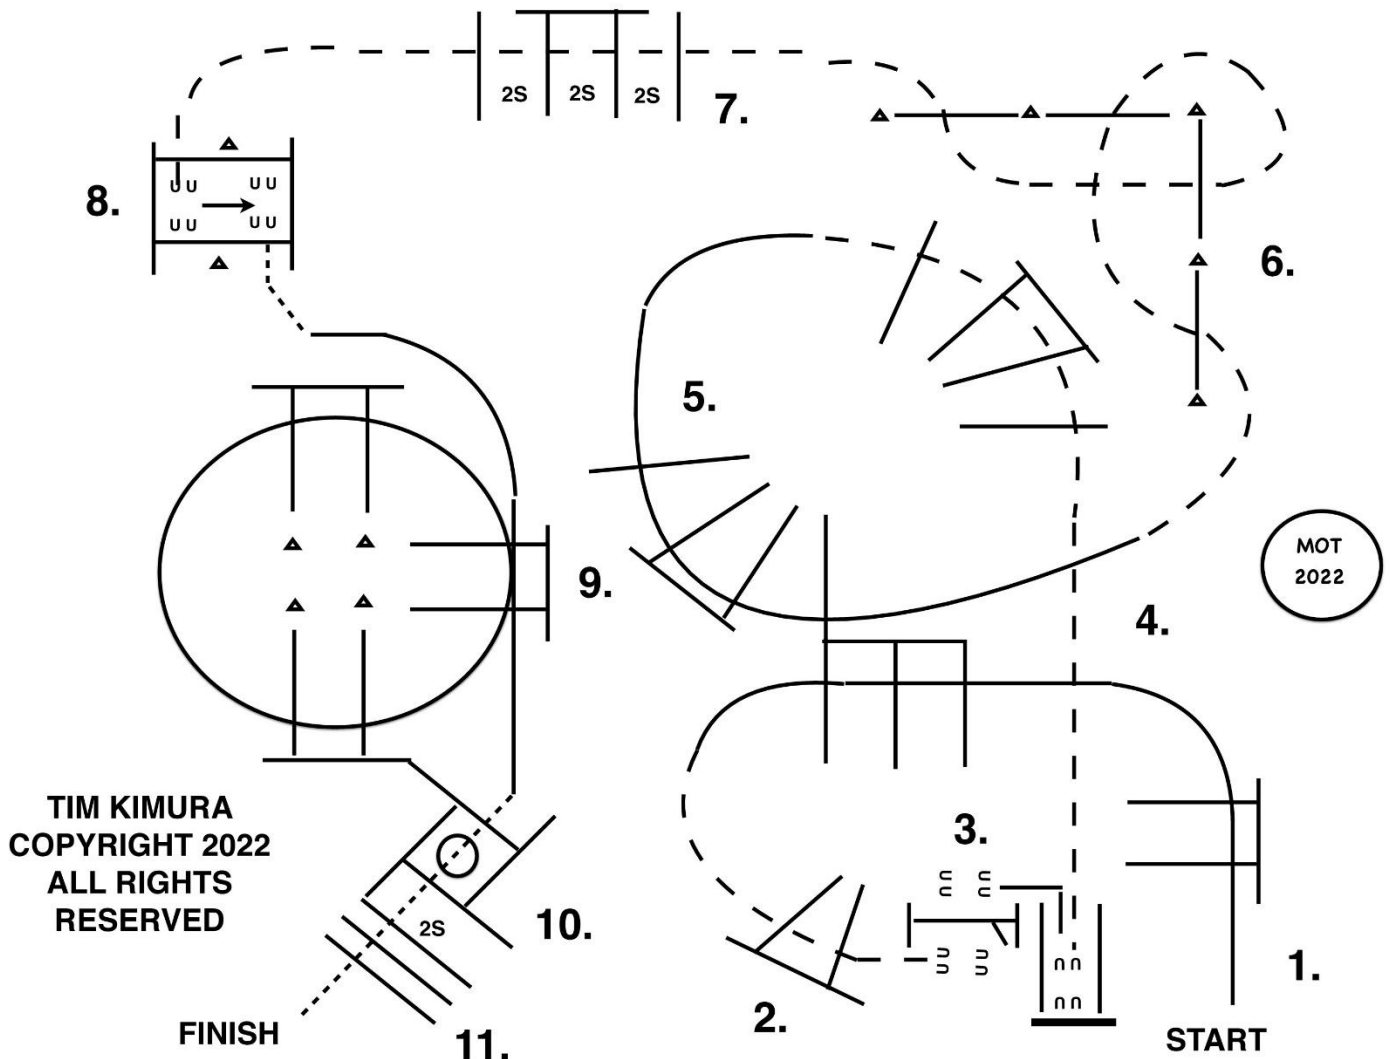 2S
2S
2S
7.
8.
6.
5.
9.
MOT
2022
4.
TIM KIMURA
COPYRIGHT 2022
ALL RIGHTS
RESERVED
3.
2S
10.
1.
2.
FINISH
11.
START